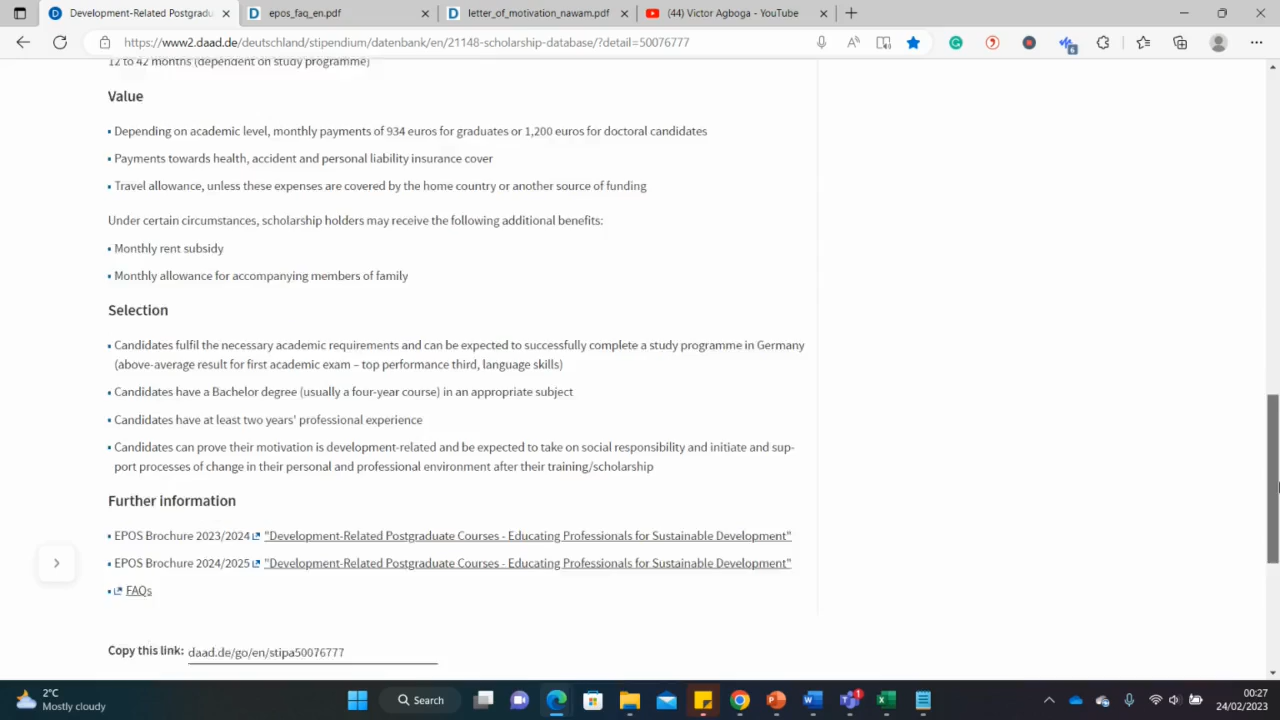 Development-Related Postgradu
epos_faq_en.pdf
letter_of_motivation_nawam.pdf
(44) Victor Agboga - YouTube
https://www2.daad.de/deutschland/stipendium/datenbank/en/21148-scholarship-database/?detail=50076777
6
12 to 42 months (dependent on study programme)
Value
Depending on academic level, monthly payments of 934 euros for graduates or 1,200 euros for doctoral candidates
Payments towards health, accident and personal liability insurance cover
Travel allowance, unless these expenses are covered by the home country or another source of funding
Under certain circumstances, scholarship holders may receive the following additional benefits:
Monthly rent subsidy
Monthly allowance for accompanying members of family
Selection
Candidates fulfil the necessary academic requirements and can be expected to successfully complete a study programme in Germany
(above-average result for first academic exam – top performance third, language skills)
Candidates have a Bachelor degree (usually a four-year course) in an appropriate subject
Candidates have at least two years' professional experience
Candidates can prove their motivation is development-related and be expected to take on social responsibility and initiate and sup-
port processes of change in their personal and professional environment after their training/scholarship
Further information
EPOS Brochure 2023/2024 "Development-Related Postgraduate Courses - Educating Professionals for Sustainable Development"
EPOS Brochure 2024/2025 "Development-Related Postgraduate Courses - Educating Professionals for Sustainable Development"
FAQs
Copy this link: daad.de/go/en/stipa50076777
2°C
Mostly cloudy
Search
1
00:27
24/02/2023